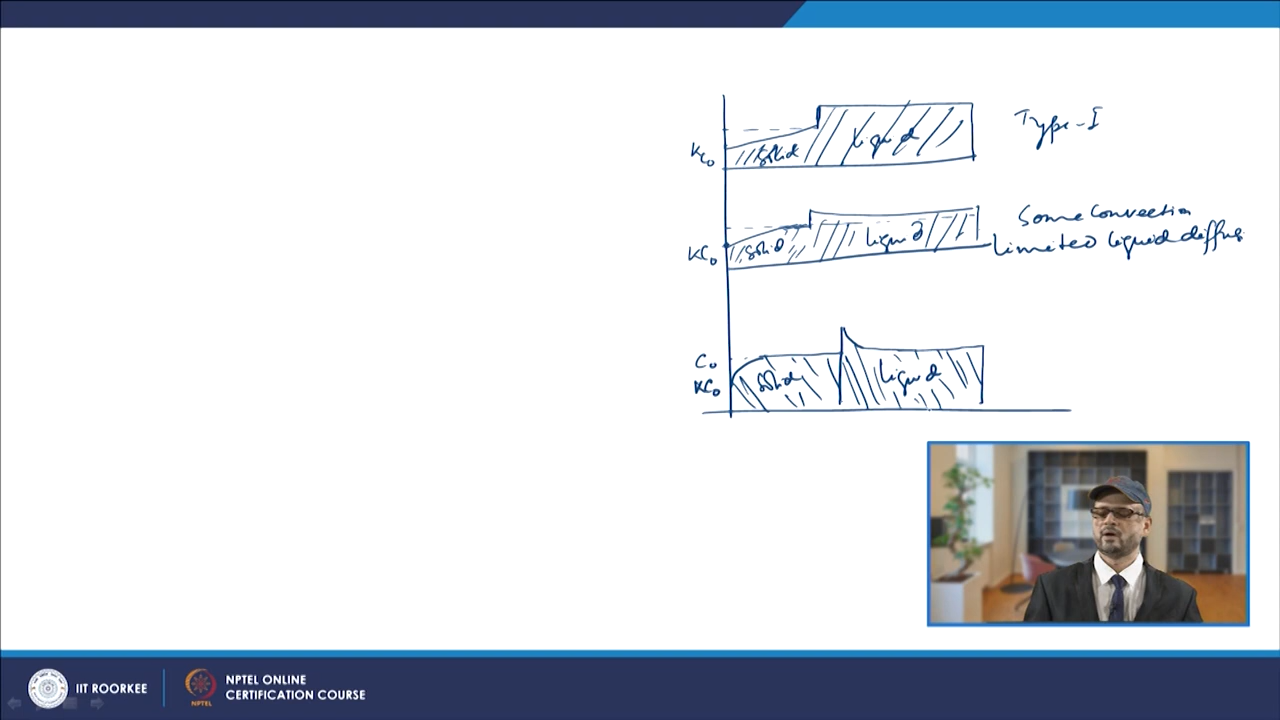 Type-I
KC₀
Solid
Liquid
Some Convection
limited liquid diffus
KC₀
Solid
Liquid
C₀
KC₀
Solid
Liquid
IIT ROORKEE
NPTEL
NPTEL ONLINE
CERTIFICATION COURSE